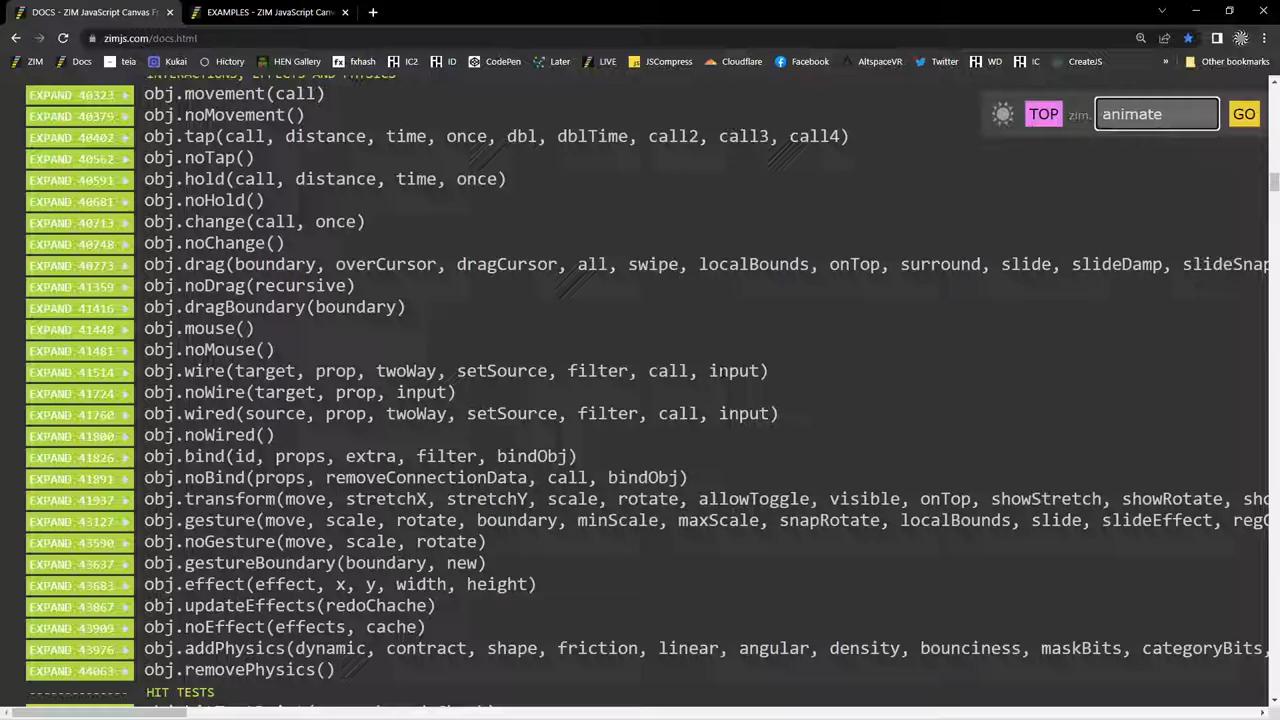 DOCS - ZIM JavaScript Canvas Fr EXAMPLES - ZIM JavaScript Canv
zimjs.com/docs.html
ZIM Docs teia Kukai History HEN Gallery fxhash IC2 ID CodePen Later LIVE JSCompress Cloudflare Facebook AltspaceVR Twitter WD IC CreateJS » Other bookmarks
INTERACTIONS, EFFECTS AND PHYSICS
TOP zim. animate GO
EXPAND 40323 obj.movement(call)
EXPAND 40379 obj.noMovement()
EXPAND 40402 obj.tap(call, distance, time, once, dbl, dblTime, call2, call3, call4)
EXPAND 40562 obj.noTap()
EXPAND 40591 obj.hold(call, distance, time, once)
EXPAND 40681 obj.noHold()
EXPAND 40713 obj.change(call, once)
EXPAND 40748 obj.noChange()
EXPAND 40773 obj.drag(boundary, overCursor, dragCursor, all, swipe, localBounds, onTop, surround, slide, slideDamp, slideSnap
EXPAND 41359 obj.noDrag(recursive)
EXPAND 41416 obj.dragBoundary(boundary)
EXPAND 41448 obj.mouse()
EXPAND 41481 obj.noMouse()
EXPAND 41514 obj.wire(target, prop, twoWay, setSource, filter, call, input)
EXPAND 41724 obj.noWire(target, prop, input)
EXPAND 41760 obj.wired(source, prop, twoWay, setSource, filter, call, input)
EXPAND 41800 obj.noWired()
EXPAND 41826 obj.bind(id, props, extra, filter, bindObj)
EXPAND 41891 obj.noBind(props, removeConnectionData, call, bindObj)
EXPAND 41937 obj.transform(move, stretchX, stretchY, scale, rotate, allowToggle, visible, onTop, showStretch, showRotate, sho
EXPAND 43127 obj.gesture(move, scale, rotate, boundary, minScale, maxScale, snapRotate, localBounds, slide, slideEffect, regC
EXPAND 43590 obj.noGesture(move, scale, rotate)
EXPAND 43637 obj.gestureBoundary(boundary, new)
EXPAND 43683 obj.effect(effect, x, y, width, height)
EXPAND 43867 obj.updateEffects(redoChache)
EXPAND 43909 obj.noEffect(effects, cache)
EXPAND 43976 obj.addPhysics(dynamic, contract, shape, friction, linear, angular, density, bounciness, maskBits, categoryBits,
EXPAND 44063 obj.removePhysics()
-------------- HIT TESTS